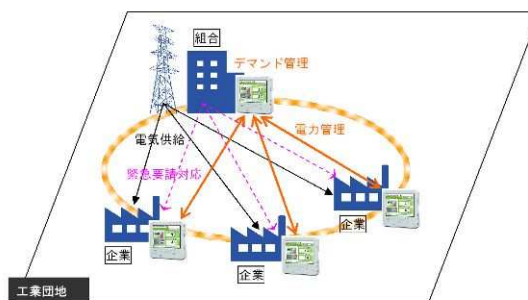 組合
デマンド管理
電力管理
電気供給
緊急要請対応
企業
企業
企業
工業団地